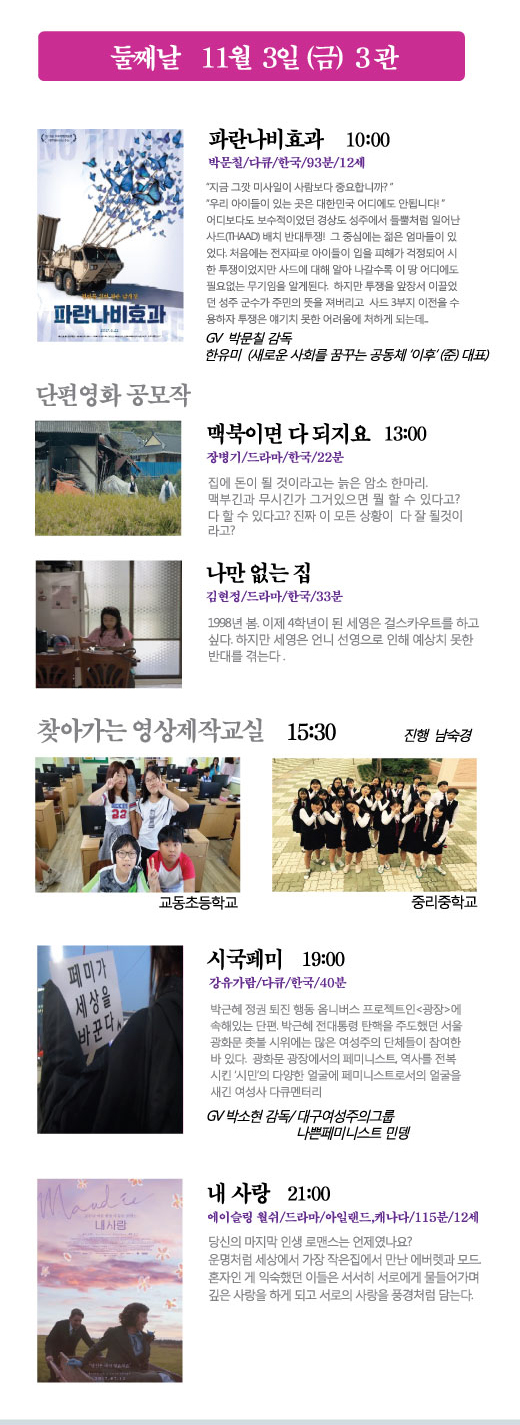 둘째날 11월 3일 (금) 3관
파란나비효과 10:00
박문칠/다큐/한국/93분/12세
"지금 그깟 미사일이 사람보다 중요합니까? "
"우리 아이들이 있는 곳은 대한민국 어디에도 안됩니다! "
어디보다도 보수적이었던 경상도 성주에서 들불처럼 일어난
사드(THAAD) 배치 반대투쟁! 그 중심에는 젊은 엄마들이 있
었다. 처음에는 전자파로 아이들이 입을 피해가 걱정되어 시
한 투쟁이었지만 사드에 대해 알아 나갈수록 이 땅 어디에도
필요없는 무기임을 알게된다. 하지만 투쟁을 앞장서 이끌었
던 성주 군수가 주민의 뜻을 져버리고 사드 3부지 이전을 수
용하자 투쟁은 얘기치 못한 어려움에 처하게 되는데...
GV 박문칠 감독
한유미 (새로운 사회를 꿈꾸는 공동체 '이후' (준) 대표)
파란나비효과
단편영화 공모작
맥북이면 다 되지요 13:00
장병기/드라마/한국/22분
집에 돈이 될 것이라고는 늙은 암소 한마리.
맥부긴과 무시긴가 그거있으면 뭘 할 수 있다고?
다 할 수 있다고? 진짜 이 모든 상황이 다 잘 될것이
라고?
나만 없는 집
김현정/드라마/한국/33분
1998년 봄. 이제 4학년이 된 세영은 걸스카우트를 하고
싶다. 하지만 세영은 언니 선영으로 인해 예상치 못한
반대를 겪는다 .
찾아가는 영상제작교실 15:30 진행 남숙경
교동초등학교
중리중학교
시국페미 19:00
강유가람/다큐/한국/40분
박근혜 정권 퇴진 행동 옴니버스 프로젝트인<광장>에
속해있는 단편. 박근혜 전대통령 탄핵을 주도했던 서울
광화문 촛불 시위에는 많은 여성주의 단체들이 참여한
바 있다. 광화문 광장에서의 페미니스트, 역사를 전복
시킨 '시민'의 다양한 얼굴에 페미니스트로서의 얼굴을
새긴 여성사 다큐멘터리
GV 박소현 감독/ 대구여성주의그룹
나쁜페미니스트 민뎅
페미가
세상을
바꾼다
내 사랑 21:00
에이슬링 월쉬/드라마/아일랜드,캐나다/115분/12세
당신의 마지막 인생 로맨스는 언제였나요?
운명처럼 세상에서 가장 작은집에서 만난 에버렛과 모드.
혼자인 게 익숙했던 이들은 서서히 서로에게 물들어가며
깊은 사랑을 하게 되고 서로의 사랑을 풍경처럼 담는다.
Maudie
내 사랑